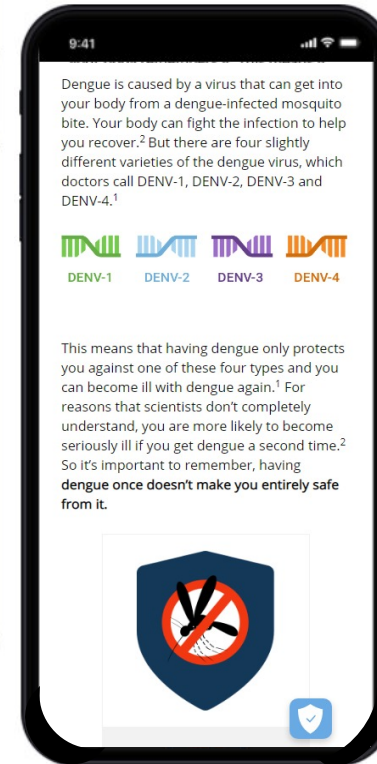 9:41
Dengue is caused by a virus that can get into
your body from a dengue-infected mosquito
bite. Your body can fight the infection to help
you recover.² But there are four slightly
different varieties of the dengue virus, which
doctors call DENV-1, DENV-2, DENV-3 and
DENV-4.¹
DENV-1 DENV-2 DENV-3 DENV-4
This means that having dengue only protects
you against one of these four types and you
can become ill with dengue again.¹ For
reasons that scientists don’t completely
understand, you are more likely to become
seriously ill if you get dengue a second time.²
So it’s important to remember, having
dengue once doesn’t make you entirely safe
from it.